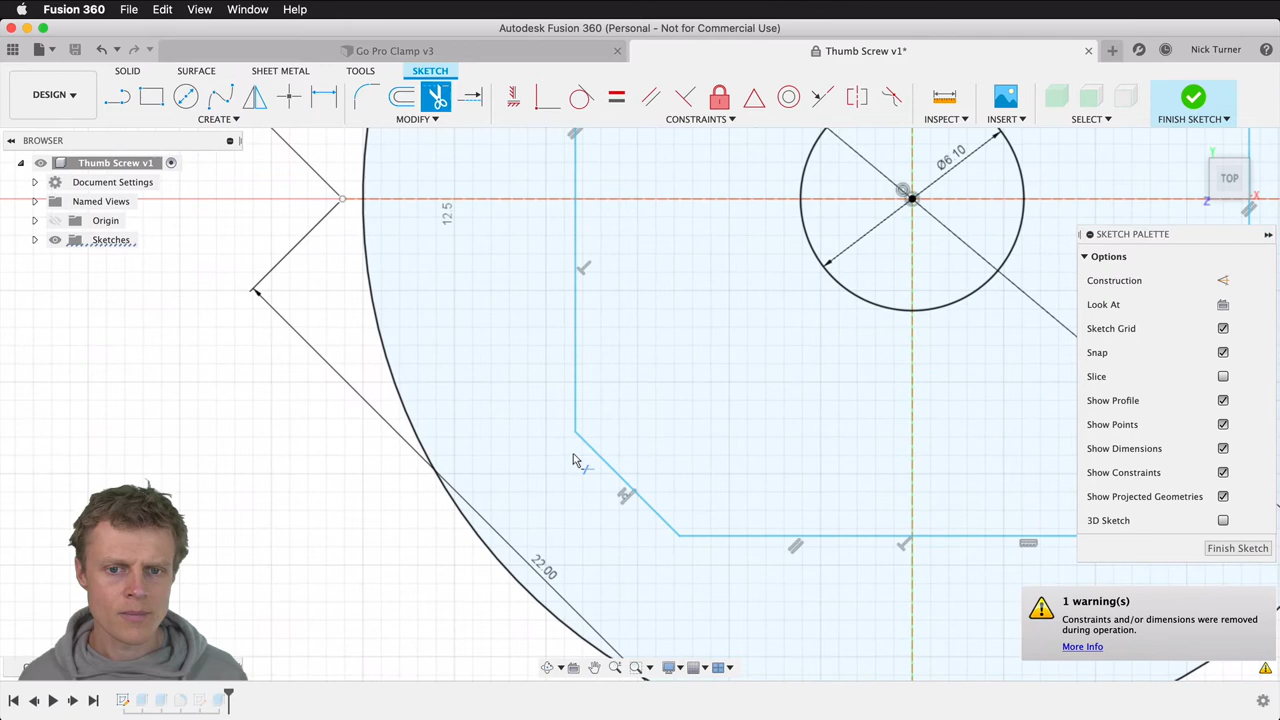 Fusion 360 File Edit View Window Help
Autodesk Fusion 360 (Personal - Not for Commercial Use)
Go Pro Clamp v3
Thumb Screw v1*
Nick Turner
SOLID SURFACE SHEET METAL TOOLS SKETCH
DESIGN
CREATE MODIFY CONSTRAINTS INSPECT INSERT SELECT FINISH SKETCH
BROWSER
Thumb Screw v1
Document Settings
Named Views
Origin
Sketches
12.5
Ø6.10
22.00
TOP
Y
X
Z
SKETCH PALETTE
Options
Construction
Look At
Sketch Grid
Snap
Slice
Show Profile
Show Points
Show Dimensions
Show Constraints
Show Projected Geometries
3D Sketch
Finish Sketch
1 warning(s)
Constraints and/or dimensions were removed
during operation.
More Info